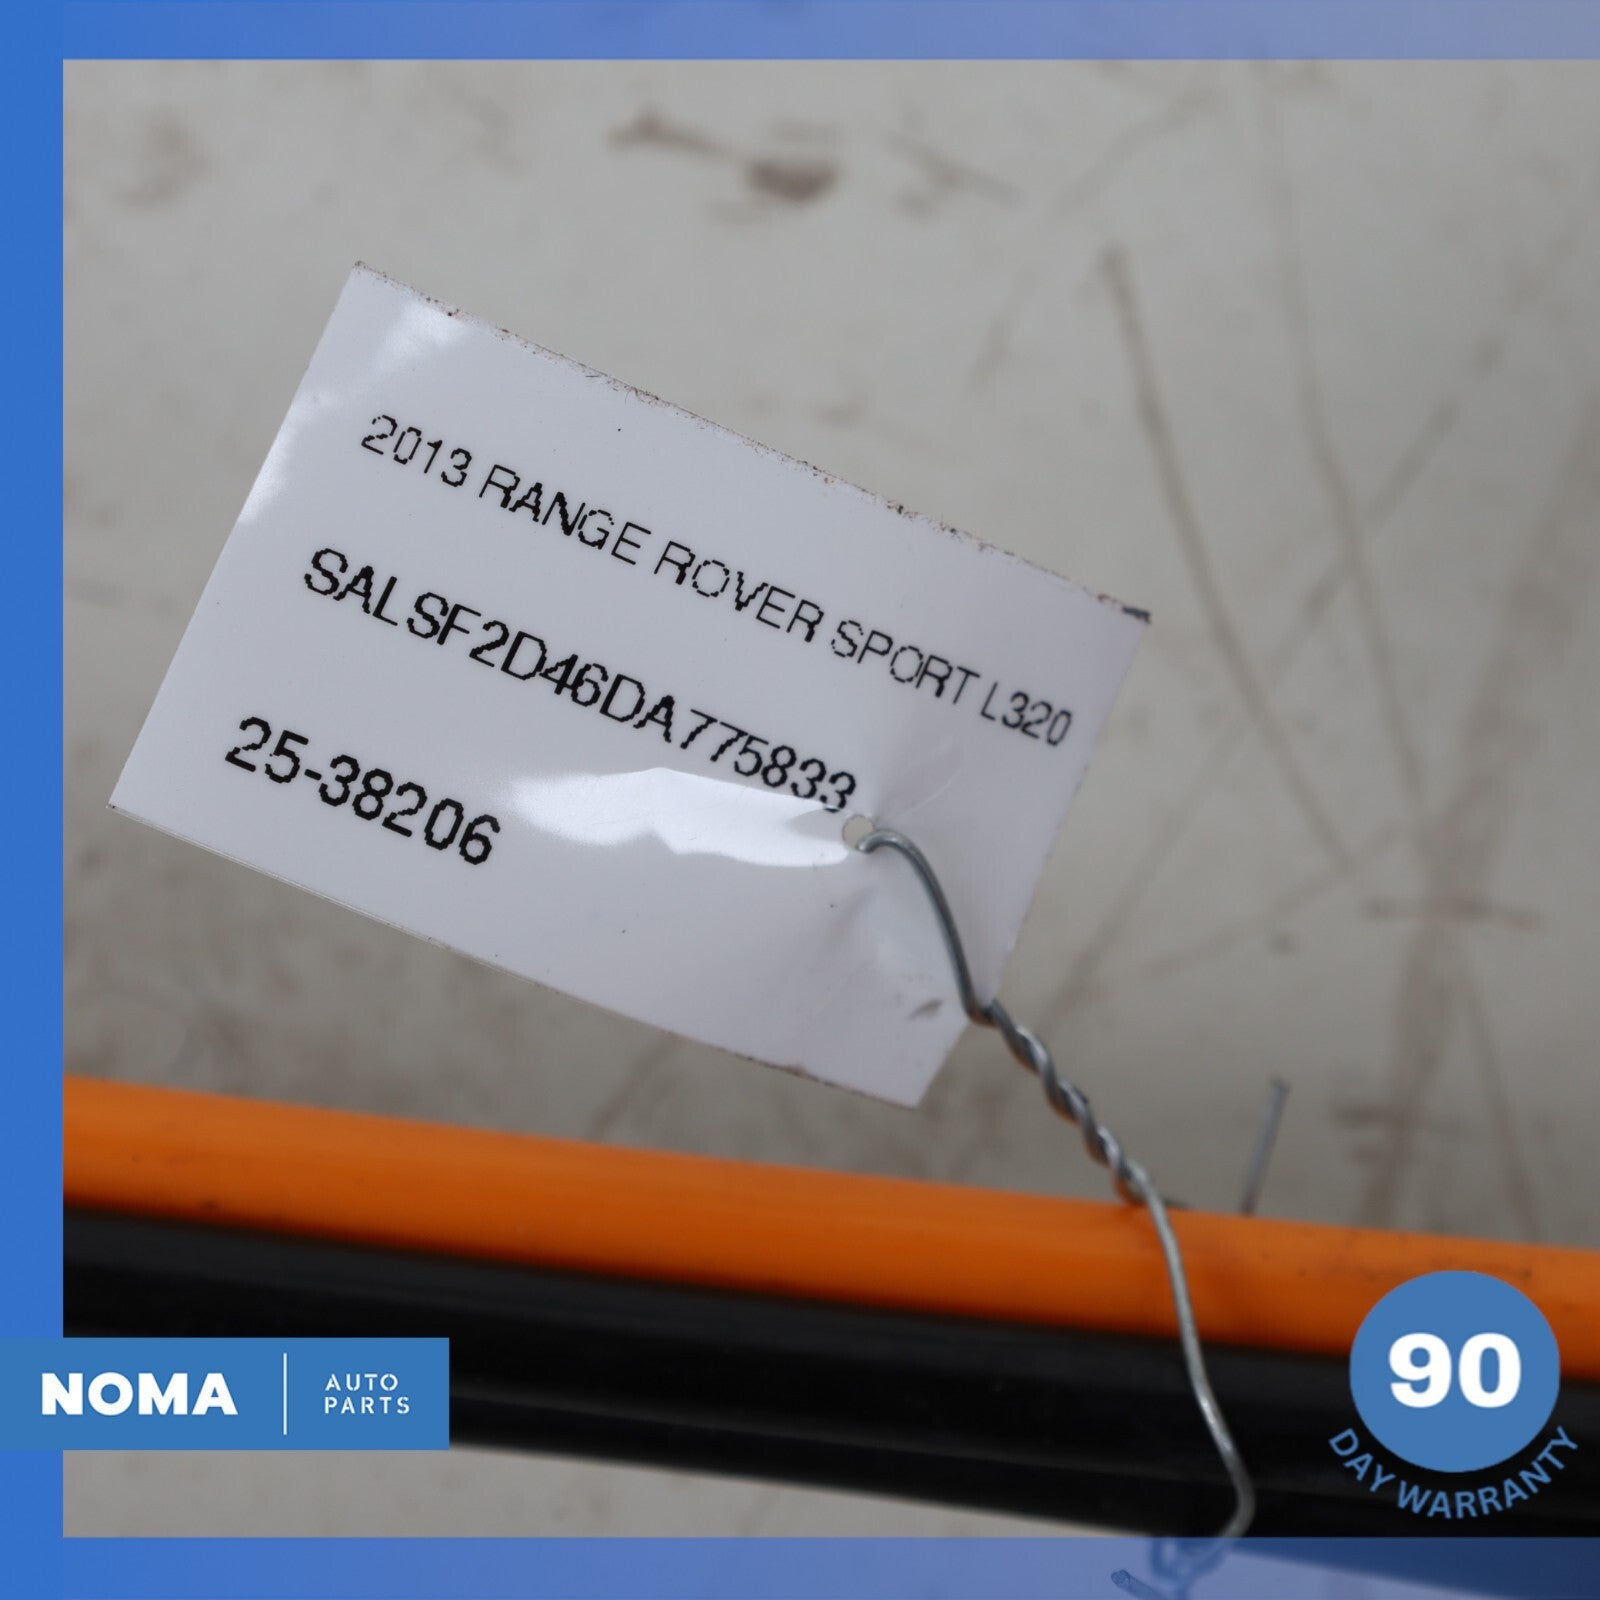 2013 RANGE ROVER SPORT L320
SALSF2D46DA775833
25-38206
NOMA
AUTO
PARTS
90
DAY WARRANTY